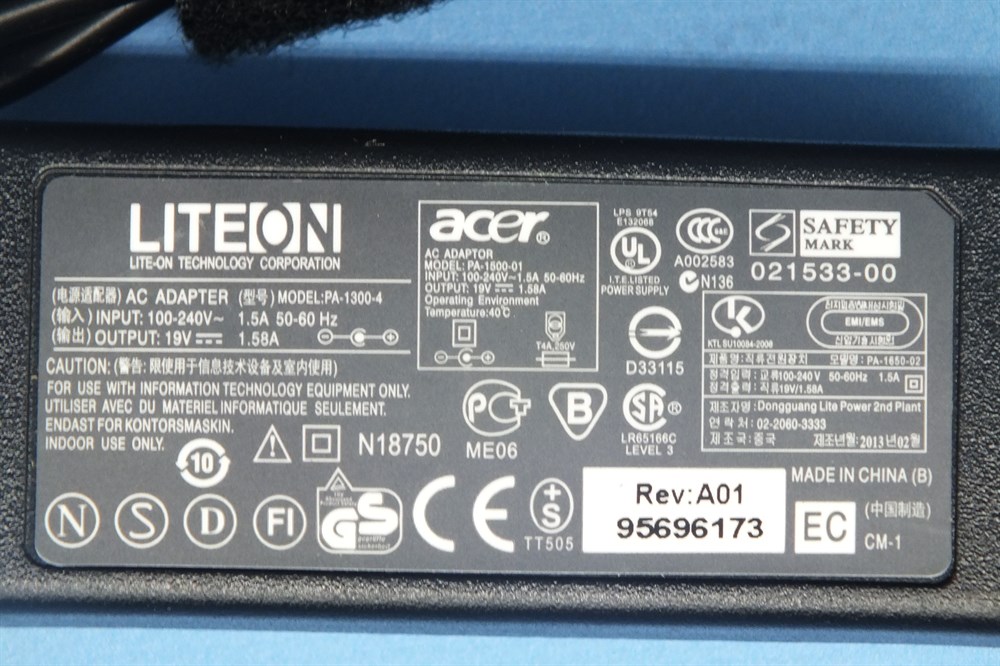 LITEON
LITE-ON TECHNOLOGY CORPORATION
(电源适配器) AC ADAPTER (型号) MODEL:PA-1300-4
(输入) INPUT: 100-240V~ 1.5A 50-60 Hz
(输出) OUTPUT: 19V 1.58A
CAUTION: (警告: 限使用于信息技术设备及室内使用)
FOR USE WITH INFORMATION TECHNOLOGY EQUIPMENT ONLY.
UTILISER AVEC DU MATERIEL INFORMATIQUE SEULEMENT.
ENDAST FOR KONTORSMASKIN.
INDOOR USE ONLY.
10
N18750
N S D FI
GS
geprüfte
CE
acer®
AC ADAPTOR
MODEL: PA-1500-01
INPUT: 100-240V~1.5A 50-60Hz
OUTPUT: 19V 1.58A
Operating Environment
Temperature:40℃
T4A,250V
PCT
ME06
B
LPS 9T64
E132068
UL
I.T.E.LISTED
POWER SUPPLY
D33115
SA®
LR65166C
LEVEL 3
CCC
A002583
N136
S
SAFETY
MARK
021533-00
K
KTL SU10084-2008
EMI/EMS
제품명: 직류전원장치 모델명: PA-1650-02
정격입력: 교류100-240V 50-60Hz 1.5A
정격출력: 직류19V/1.58A
제조자명: Dongguang Lite Power 2nd Plant
연락처: 02-2060-3333
제조국: 중국 제조년월: 2013년02월
+
S
TT505
Rev:A01
95696173
MADE IN CHINA (B)
EC
(中国制造)
CM-1